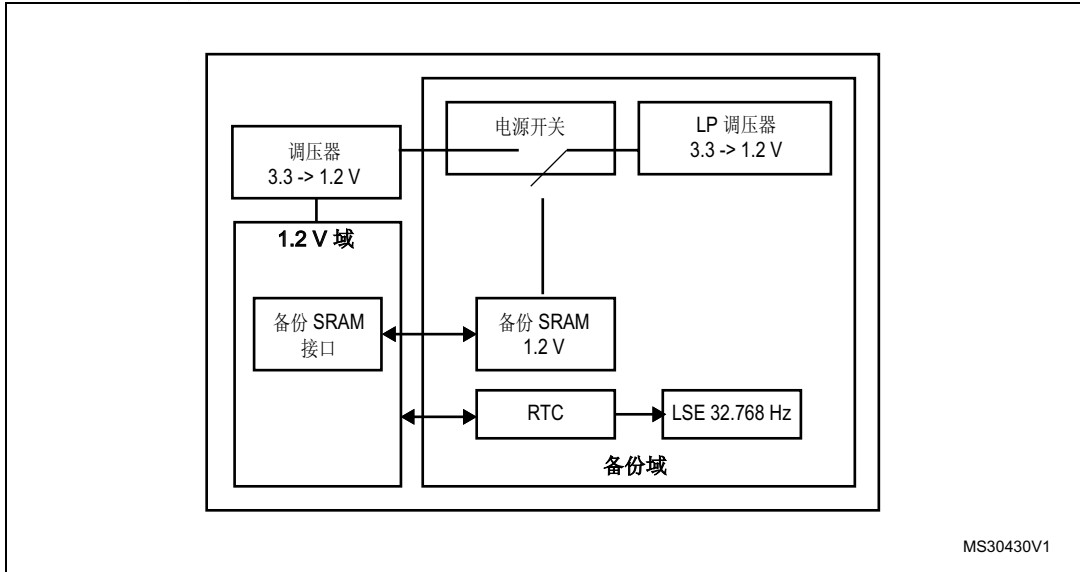 电源开关
LP 调压器
3.3 -> 1.2 V
调压器
3.3 -> 1.2 V
1.2 V 域
备份 SRAM
接口
备份 SRAM
1.2 V
RTC
LSE 32.768 Hz
备份域
MS30430V1